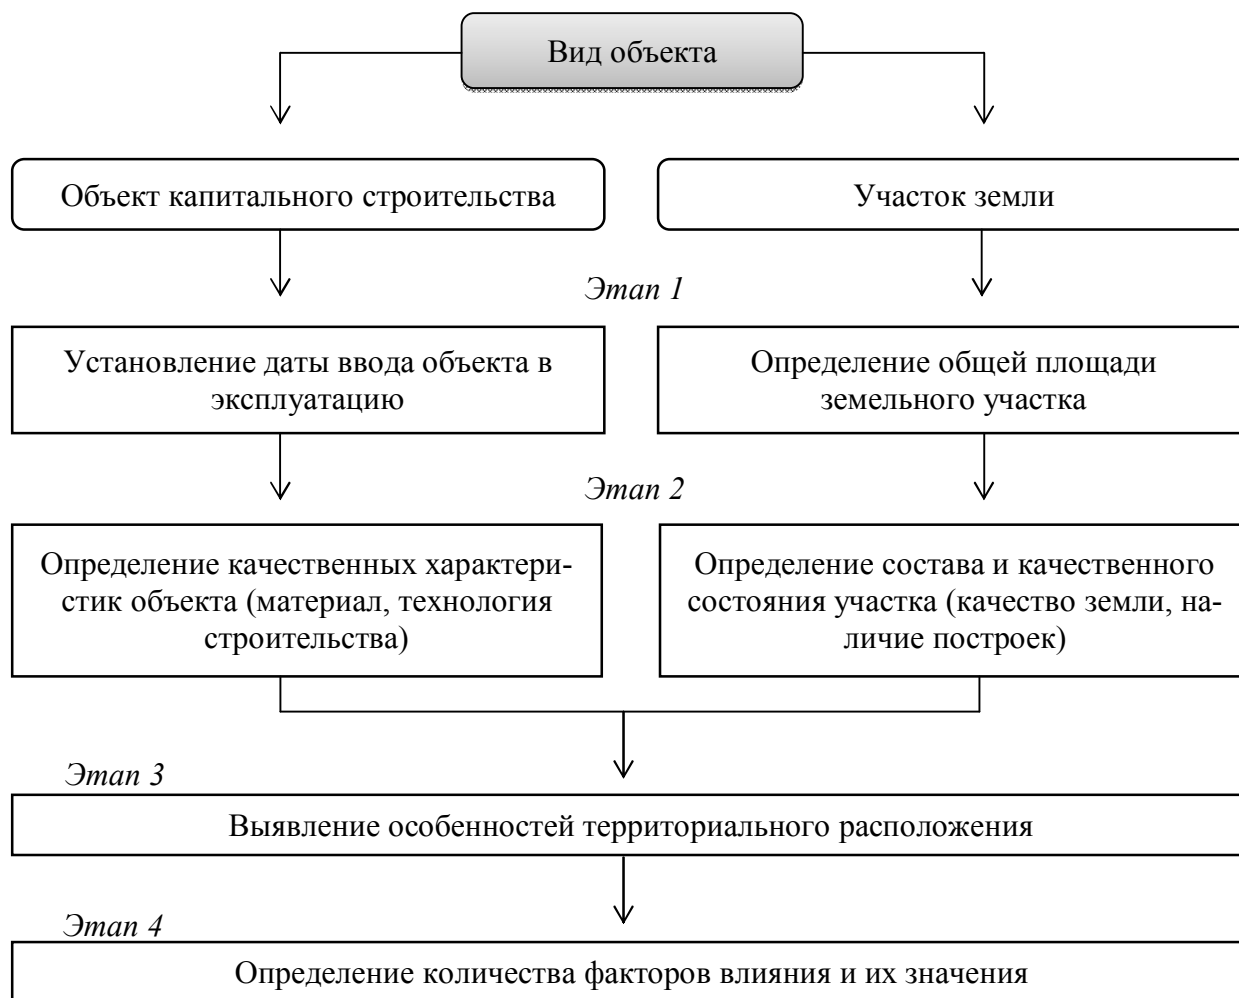 Вид объекта
Объект капитального строительства
Участок земли
Этап 1
Установление даты ввода объекта в
эксплуатацию
Определение общей площади
земельного участка
Этап 2
Определение качественных характери-
стик объекта (материал, технология
строительства)
Определение состава и качественного
состояния участка (качество земли, на-
личие построек)
Этап 3
Выявление особенностей территориального расположения
Этап 4
Определение количества факторов влияния и их значения